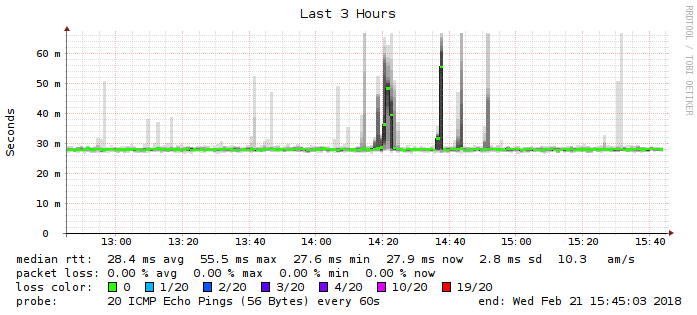 Last 3 Hours
RRDTOOL / TOBI OETIKER
Seconds
60 m
50 m
40 m
30 m
20 m
10 m
0
13:00 13:20 13:40 14:00 14:20 14:40 15:00 15:20 15:40
median rtt: 28.4 ms avg 55.5 ms max 27.6 ms min 27.9 ms now 2.8 ms sd 10.3 am/s
packet loss: 0.00 % avg 0.00 % max 0.00 % min 0.00 % now
loss color: 0 1/20 2/20 3/20 4/20 10/20 19/20
probe: 20 ICMP Echo Pings (56 Bytes) every 60s end: Wed Feb 21 15:45:03 2018